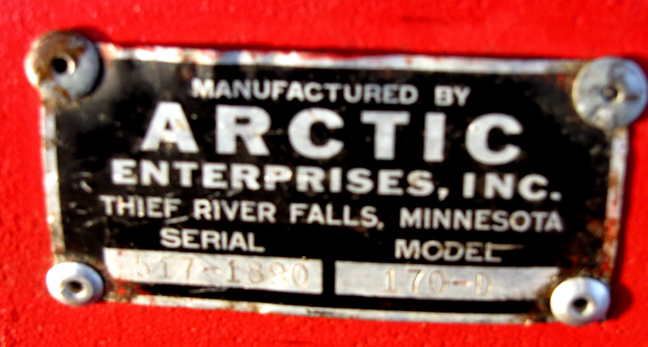 MANUFACTURED BY
ARCTIC
ENTERPRISES, INC.
THIEF RIVER FALLS, MINNESOTA
SERIAL MODEL
170-D